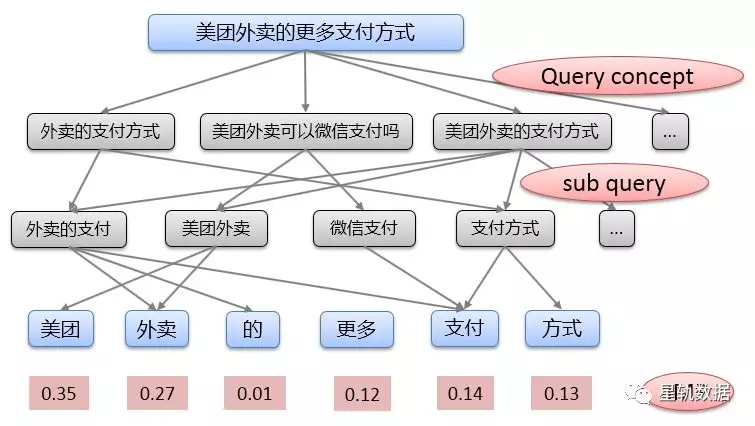 美团外卖的更多支付方式
Query concept
外卖的支付方式 美团外卖可以微信支付吗 美团外卖的支付方式 ...
sub query
外卖的支付 美团外卖 微信支付 支付方式 ...
美团 外卖 的 更多 支付 方式
0.35 0.27 0.01 0.12 0.14 0.13
星轨数据